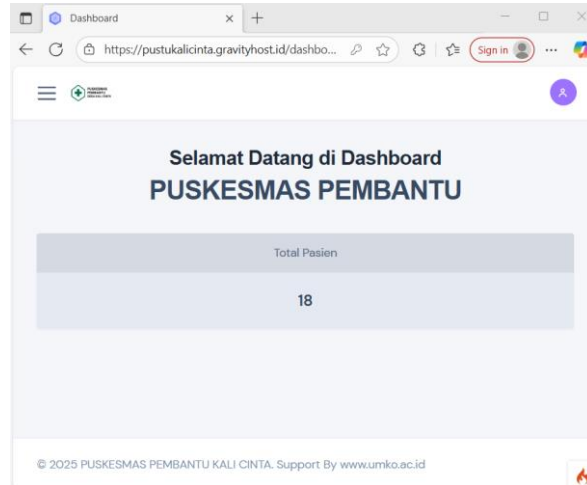 Dashboard
https://pustukalicinta.gravityhost.id/dashbo...
Sign in
Selamat Datang di Dashboard
PUSKESMAS PEMBANTU
Total Pasien
18
© 2025 PUSKESMAS PEMBANTU KALI CINTA. Support By www.umko.ac.id